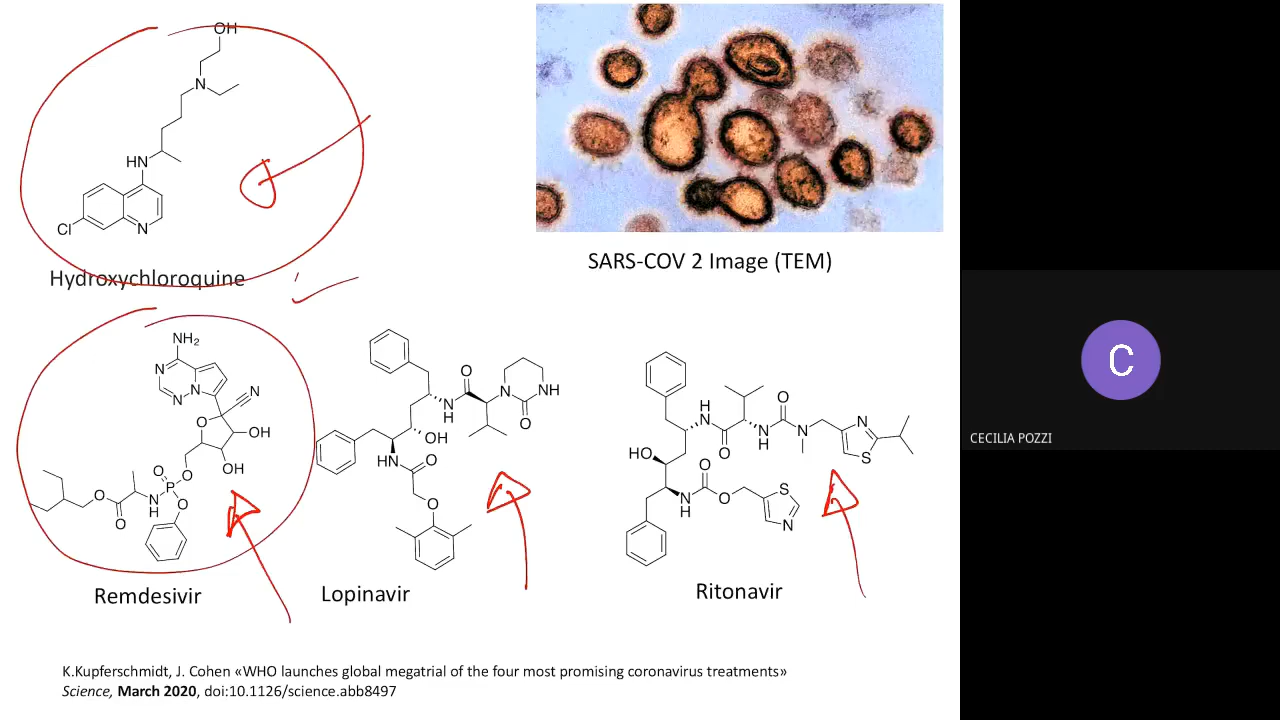 OH
N
HN
Cl
N
Hydroxychloroquine
SARS-COV 2 Image (TEM)
NH2
N
N
N
N
O
OH
OH
O
O
P
O
N
H
O
O
Remdesivir
O
N
NH
O
N
H
OH
HN
O
O
Lopinavir
H
N
O
O
N
H
N
N
S
HO
O
N
H
O
S
N
Ritonavir
K.Kupferschmidt, J. Cohen «WHO launches global megatrial of the four most promising coronavirus treatments»
Science, March 2020, doi:10.1126/science.abb8497
C
CECILIA POZZI